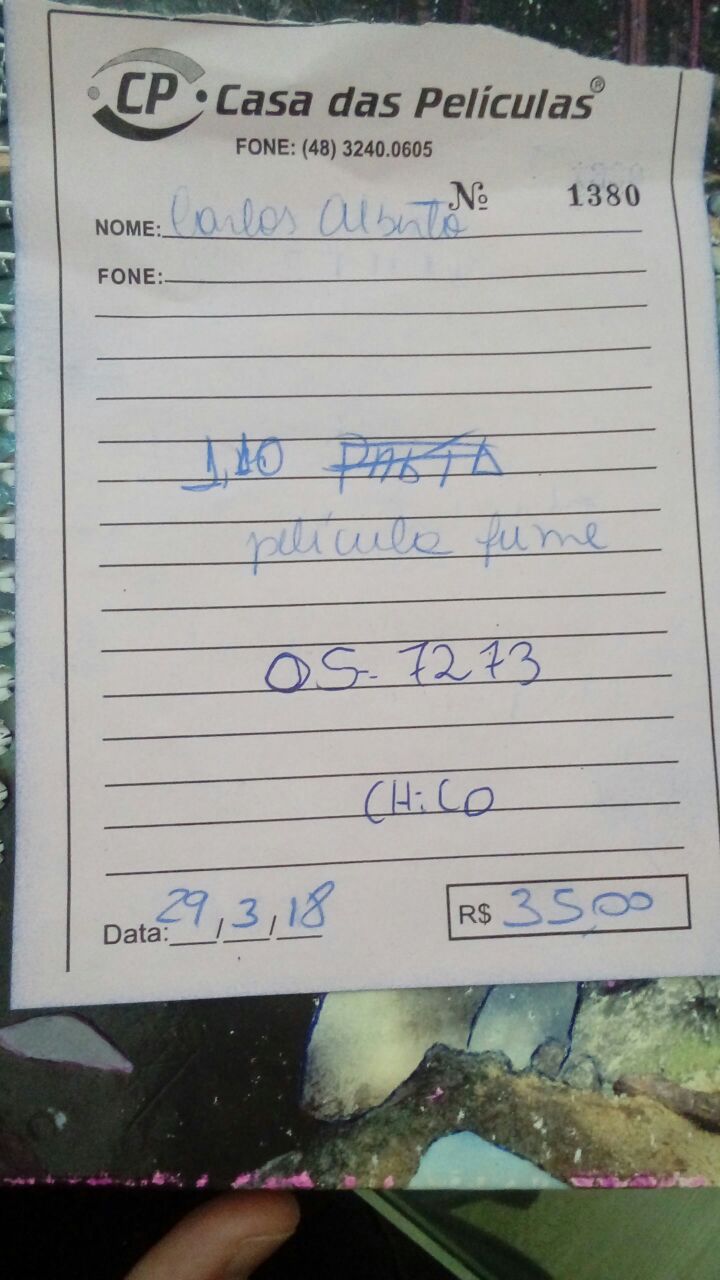 CP Casa das Películas®
FONE: (48) 3240.0605
Nº 1380
NOME: Carlos Alberto
FONE:
1,10
película fume
OS-7273
CHiCO
Data: 29/3/18
R$ 35,00